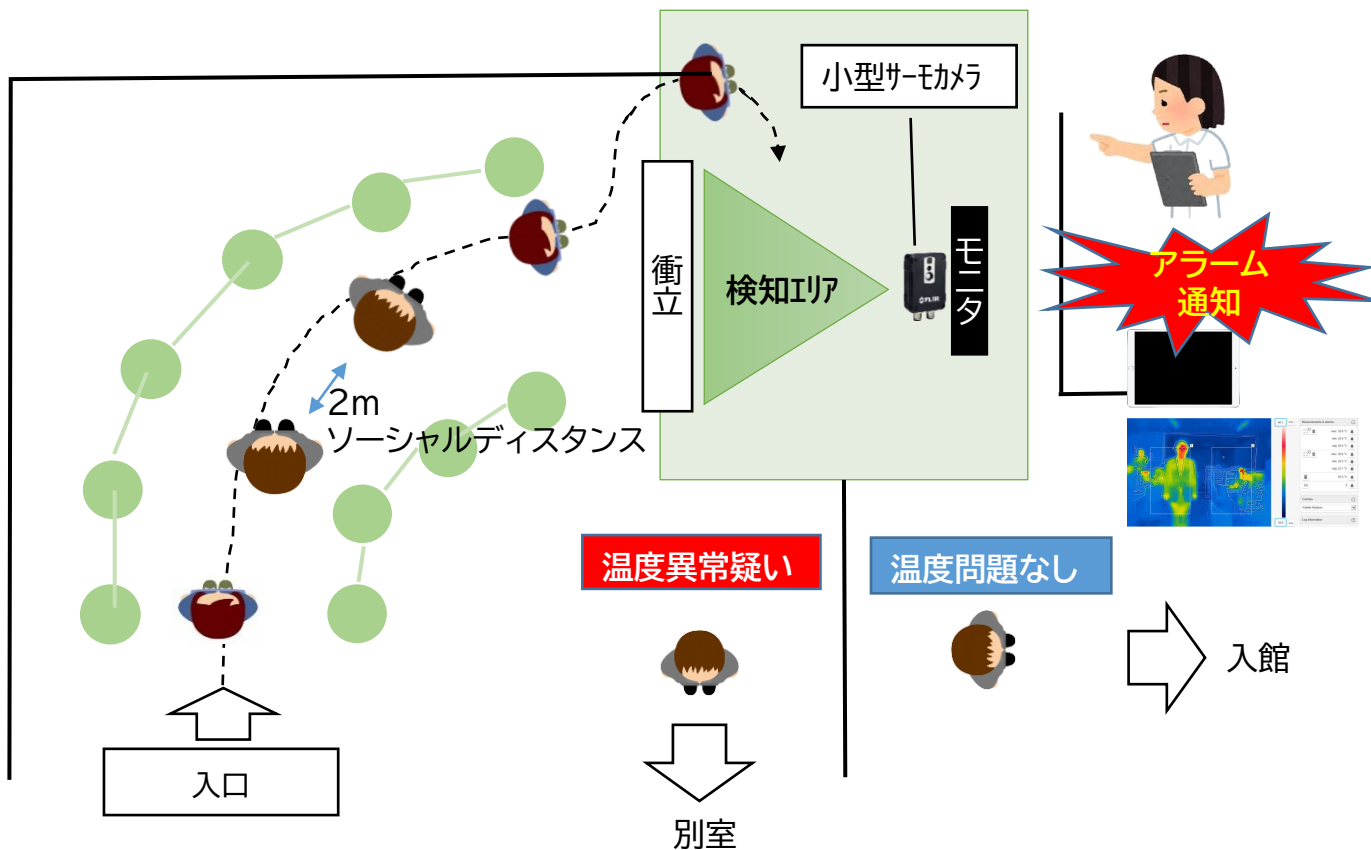 小型サーモカメラ
衝立
検知エリア
モニタ
FLIR
アラーム
通知
2m
ソーシャルディスタンス
温度異常疑い
温度問題なし
入館
入口
別室